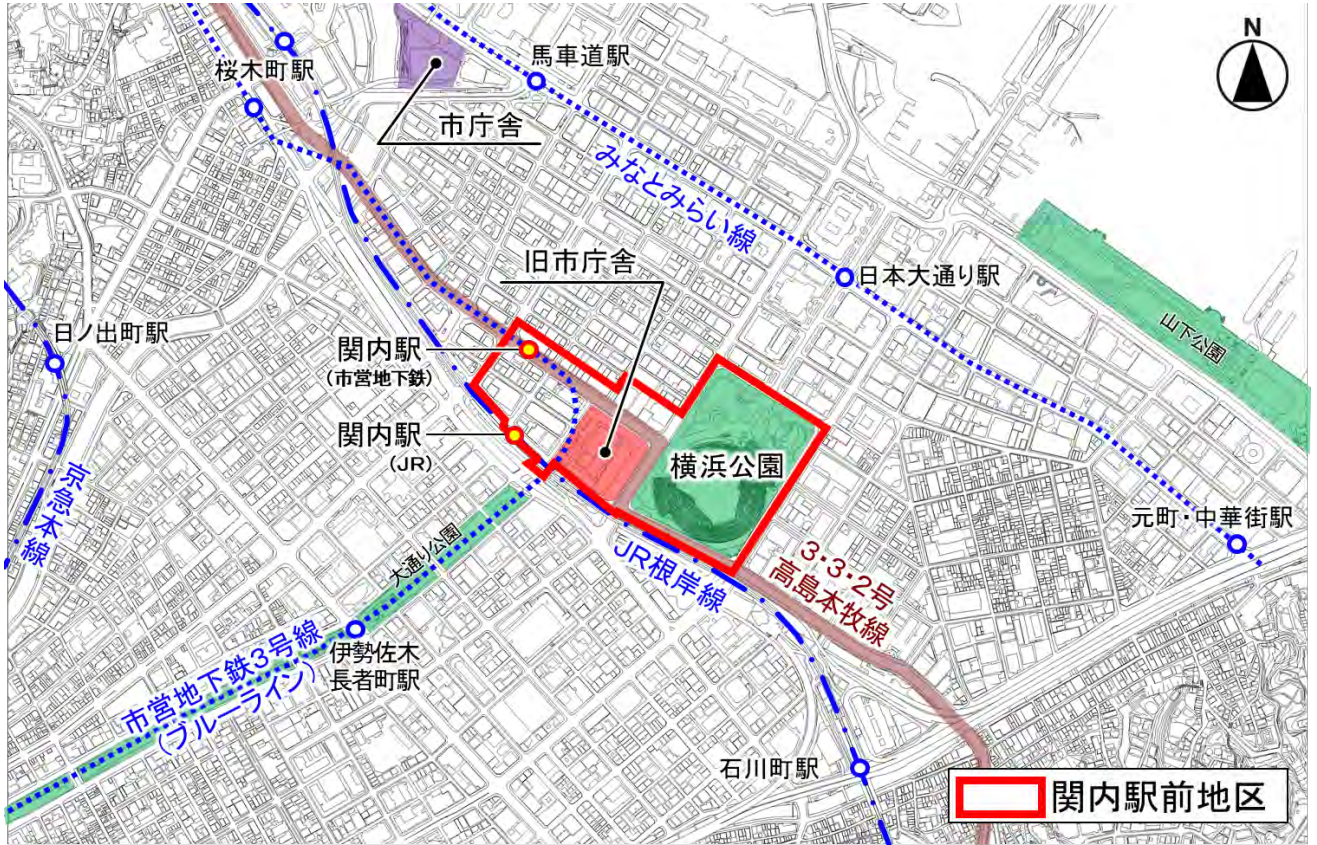 N
桜木町駅
馬車道駅
市庁舎
みなとみらい線
旧市庁舎
日本大通り駅
山下公園
日ノ出町駅
関内駅
(市営地下鉄)
関内駅
(JR)
横浜公園
京急本線
元町・中華街駅
大通り公園
JR根岸線
3・3・2号
高島本牧線
伊勢佐木
長者町駅
市営地下鉄3号線
(ブルーライン)
石川町駅
関内駅前地区